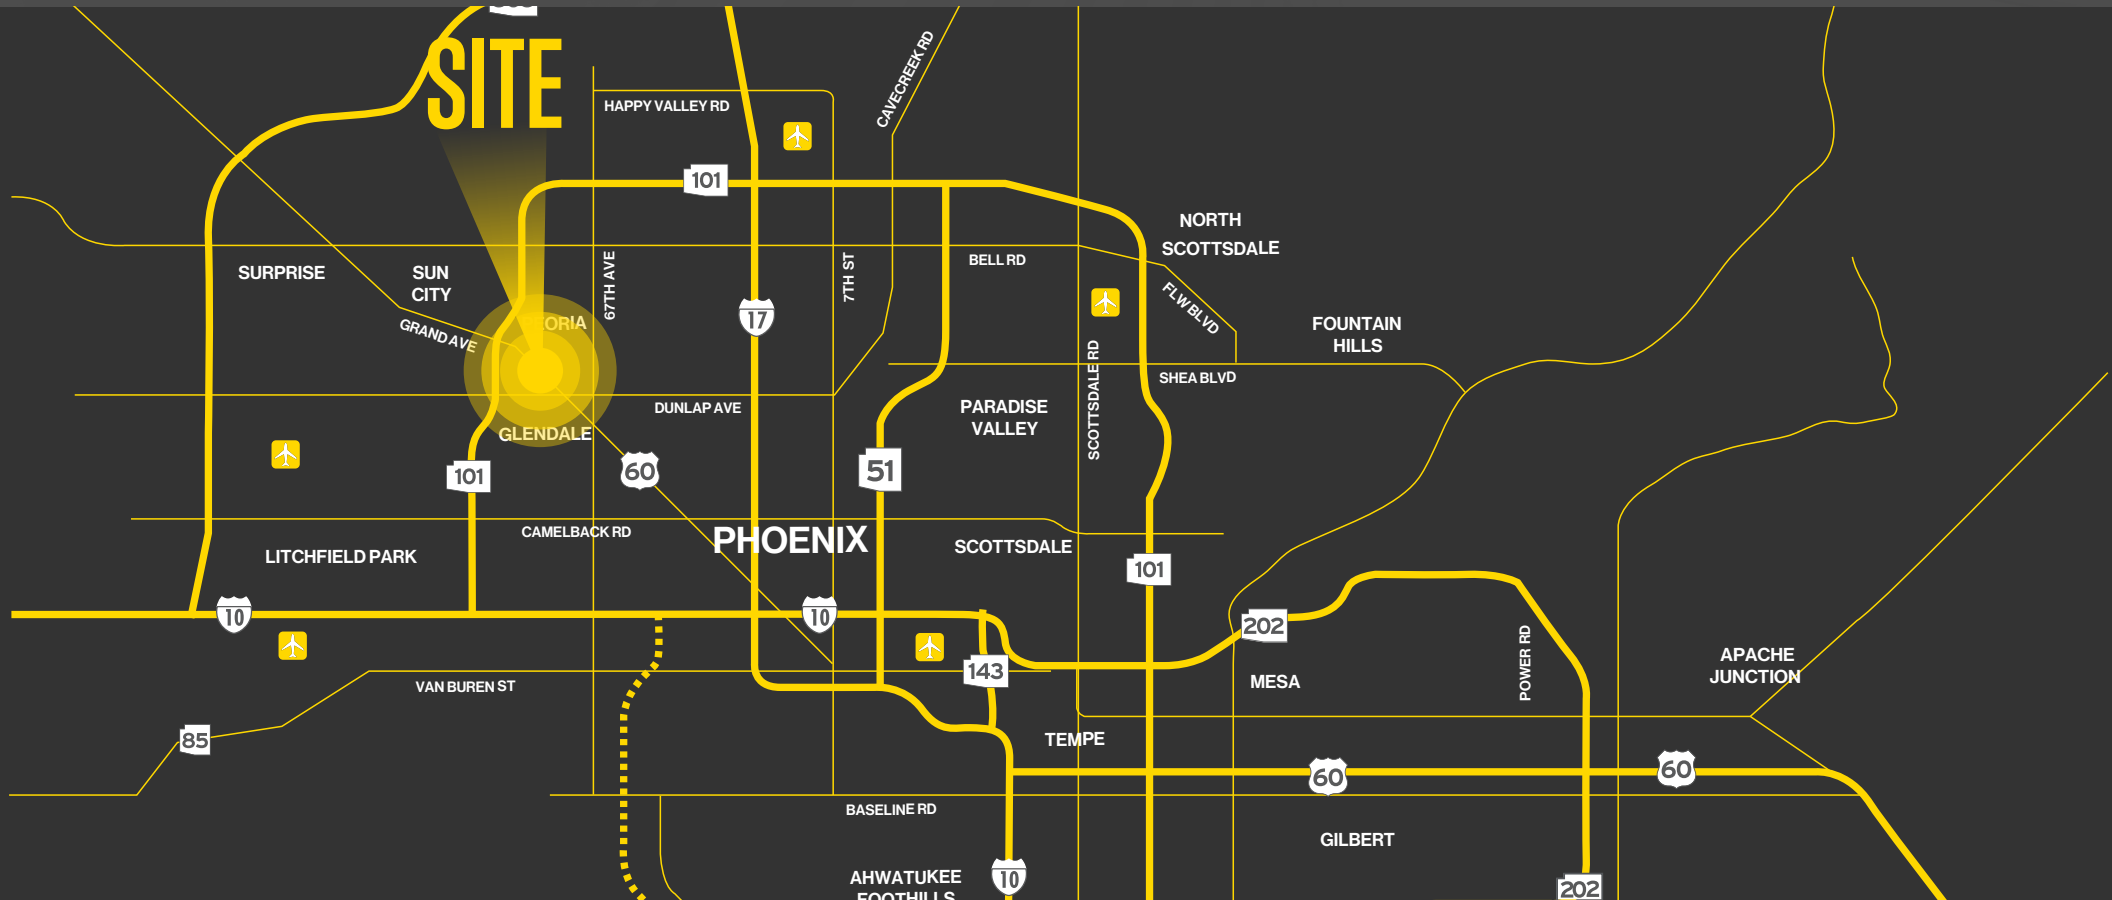 SITE
HAPPY VALLEY RD
CAVECREEK RD
101
NORTH
SCOTTSDALE
SURPRISE
SUN
CITY
67TH AVE
7TH ST
BELL RD
FLW BLVD
17
GRAND AVE
ORIA
FOUNTAIN
HILLS
SCOTTSDALE RD
SHEA BLVD
DUNLAP AVE
PARADISE
VALLEY
GLENDALE
101
60
51
CAMELBACK RD
PHOENIX
SCOTTSDALE
LITCHFIELD PARK
101
10
10
202
143
POWER RD
APACHE
JUNCTION
MESA
VAN BUREN ST
85
TEMPE
60
60
BASELINE RD
GILBERT
AHWATUKEE
FOOTHILLS
10
202